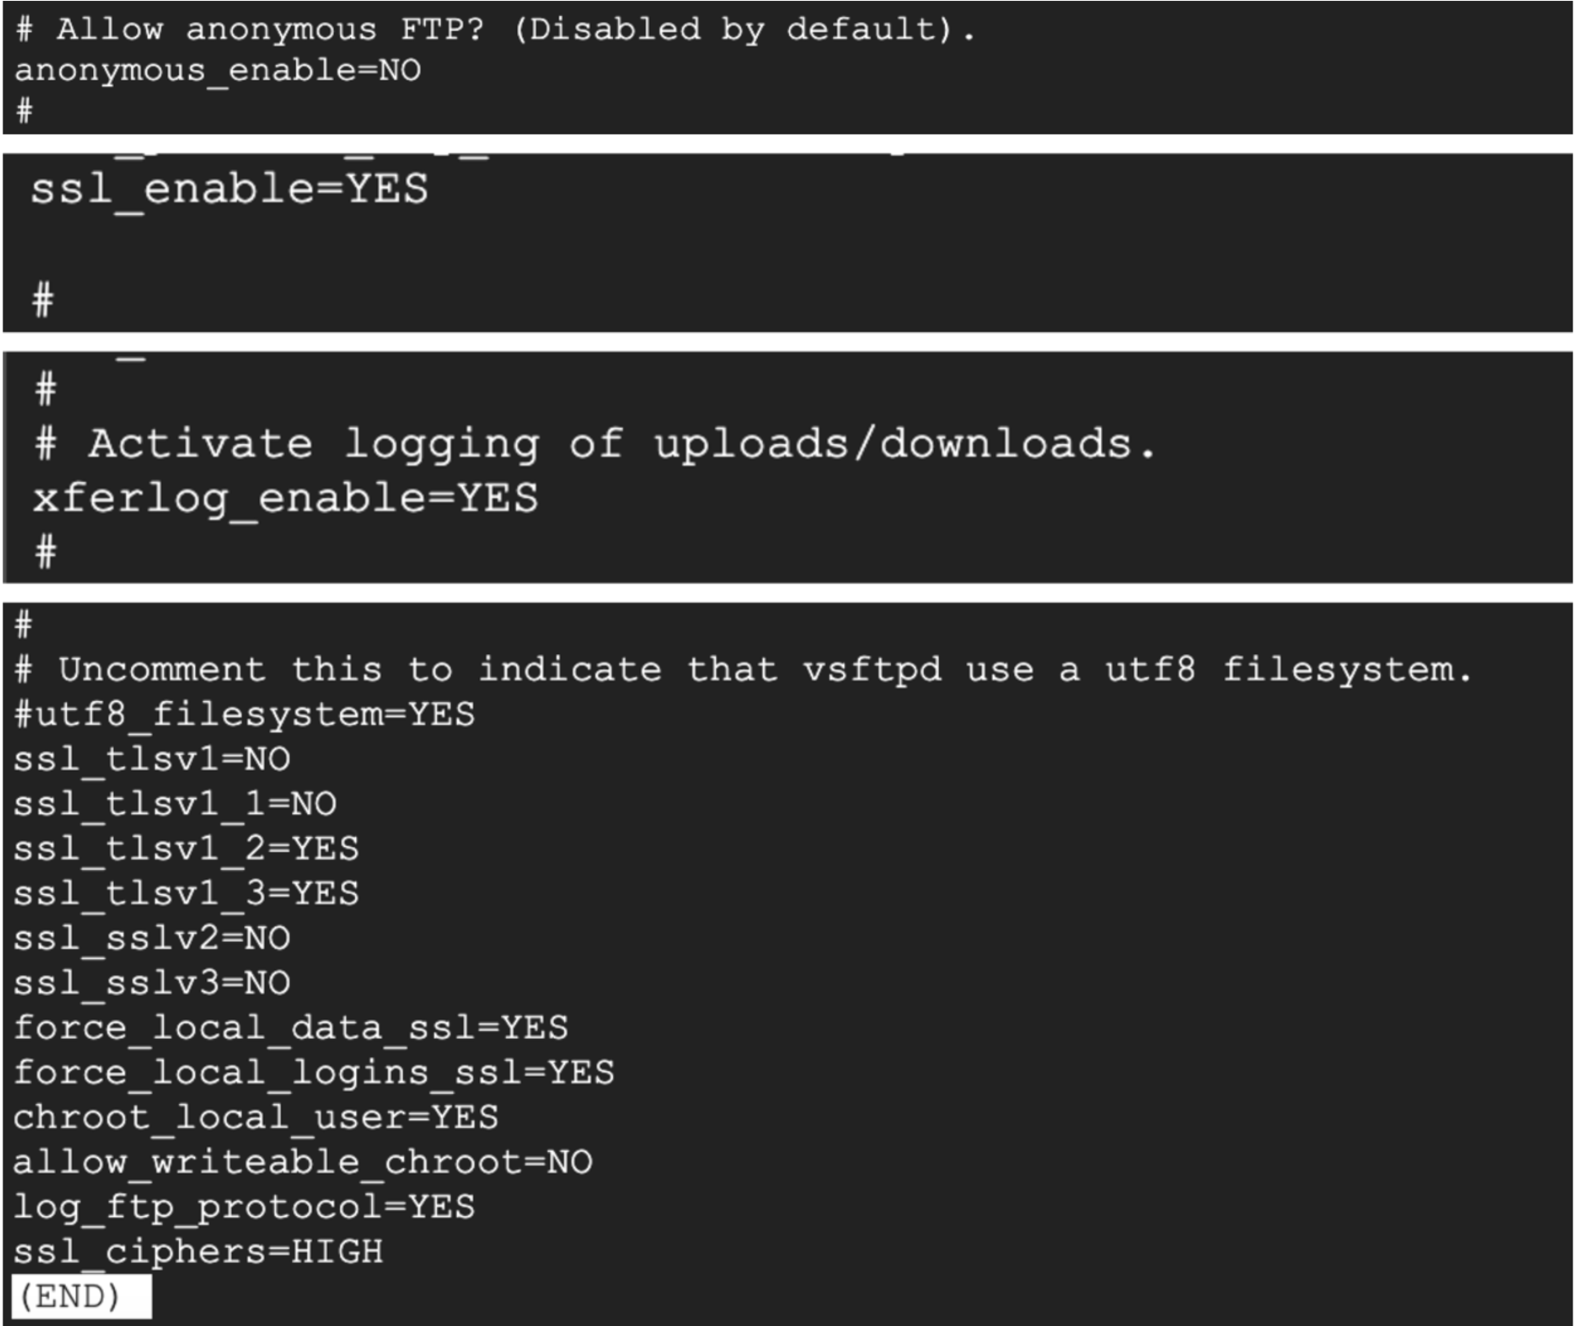 # Allow anonymous FTP? (Disabled by default).
anonymous_enable=NO
#
ssl_enable=YES
#
#
# Activate logging of uploads/downloads.
xferlog_enable=YES
#
#
# Uncomment this to indicate that vsftpd use a utf8 filesystem.
#utf8_filesystem=YES
ssl_tlsv1=NO
ssl_tlsv1_1=NO
ssl_tlsv1_2=YES
ssl_tlsv1_3=YES
ssl_sslv2=NO
ssl_sslv3=NO
force_local_data_ssl=YES
force_local_logins_ssl=YES
chroot_local_user=YES
allow_writeable_chroot=NO
log_ftp_protocol=YES
ssl_ciphers=HIGH
(END)